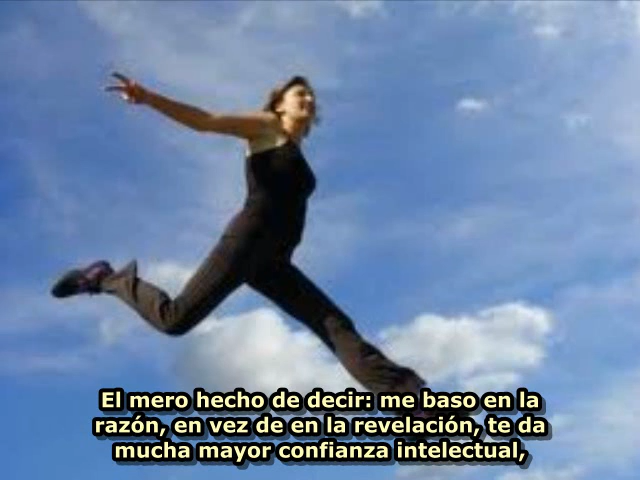 El mero hecho de decir: me baso en la
razón, en vez de en la revelación, te da
mucha mayor confianza intelectual,